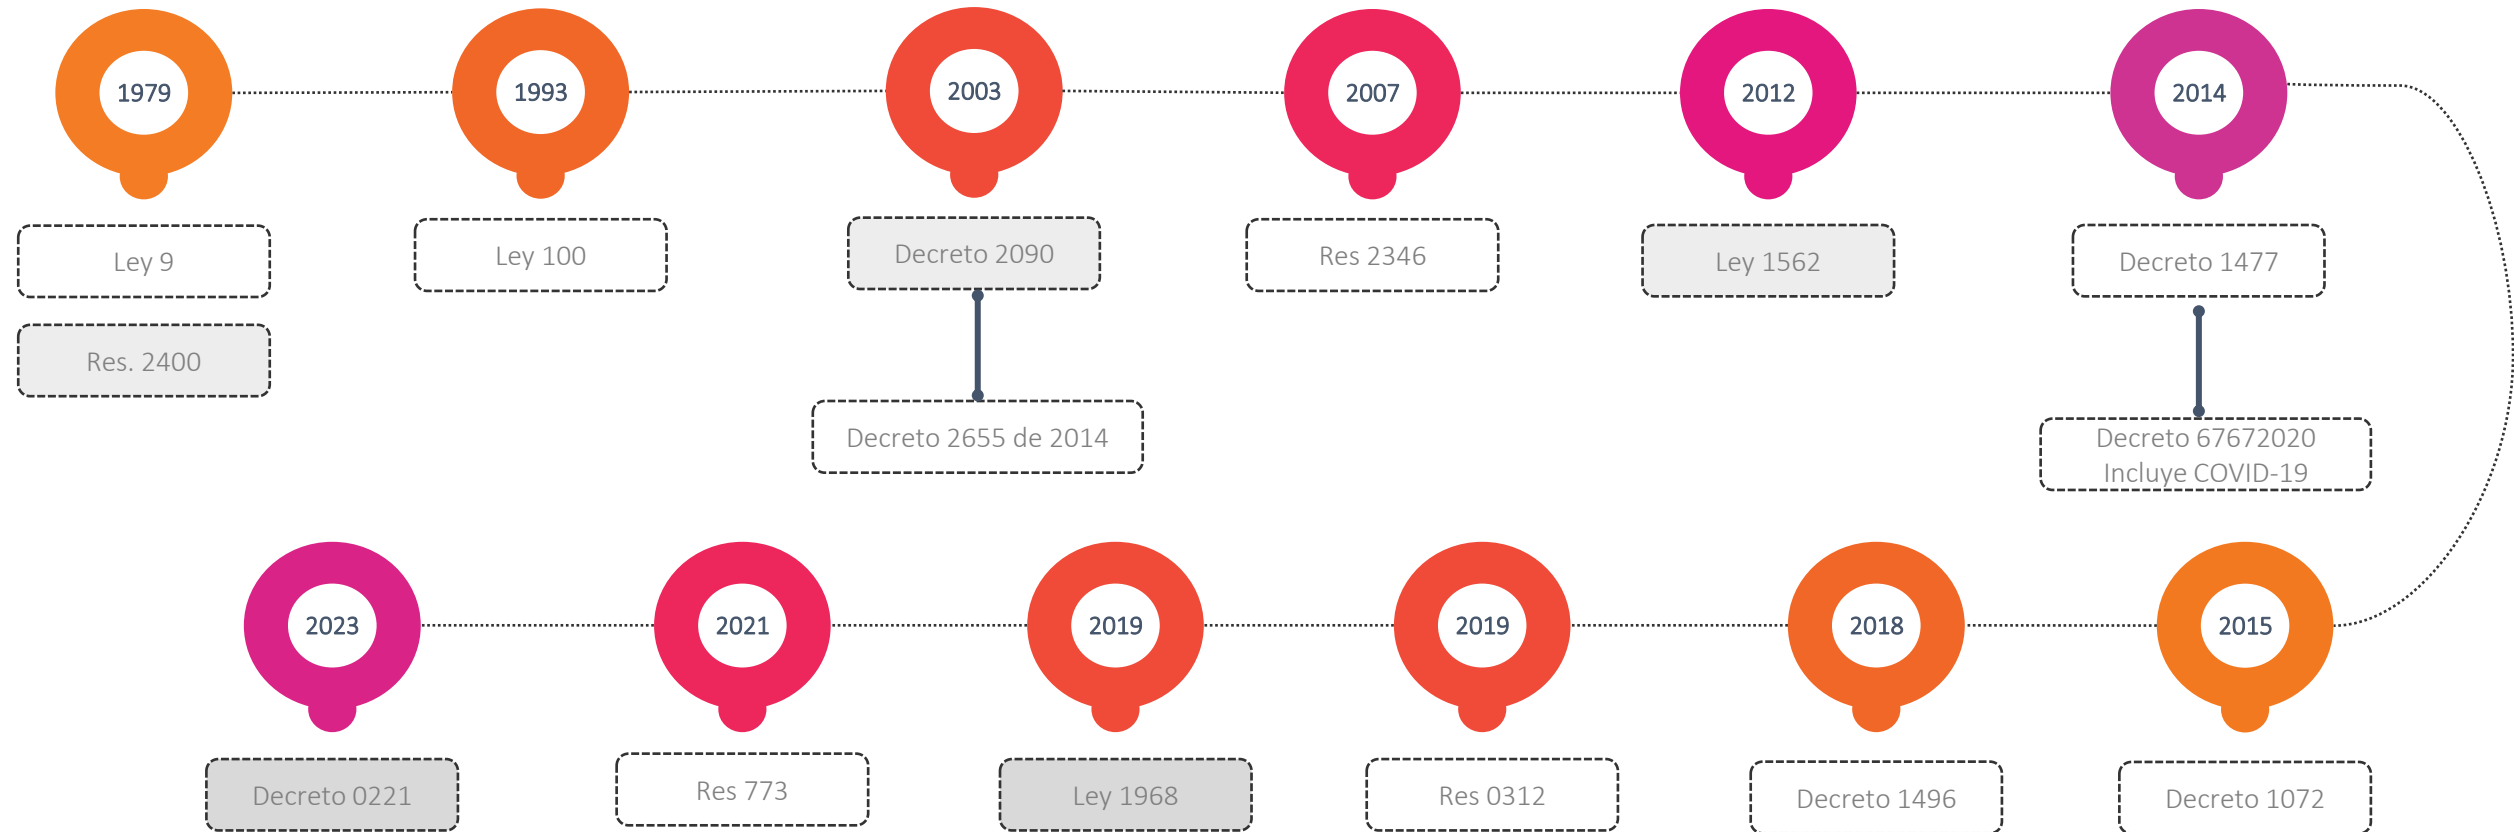 1979
1993
2003
2007
2012
2014
Ley 9
Res. 2400
Ley 100
Decreto 2090
Decreto 2655 de 2014
Res 2346
Ley 1562
Decreto 1477
Decreto 67672020
Incluye COVID-19
2023
2021
2019
2019
2018
2015
Decreto 0221
Res 773
Ley 1968
Res 0312
Decreto 1496
Decreto 1072